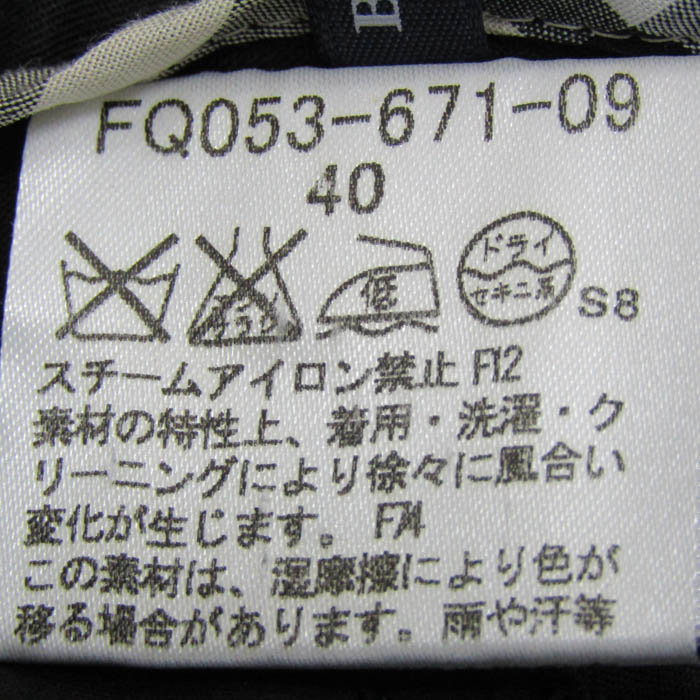 B
FQ053-671-09
40
エンソ
低
ドライ
セキユ系
S8
スチームアイロン禁止 F12
素材の特性上、着用・洗濯・ク
リーニングにより徐々に風合い
変化が生じます。 F74
この素材は、湿摩擦により色が
移る場合があります。雨や汗等